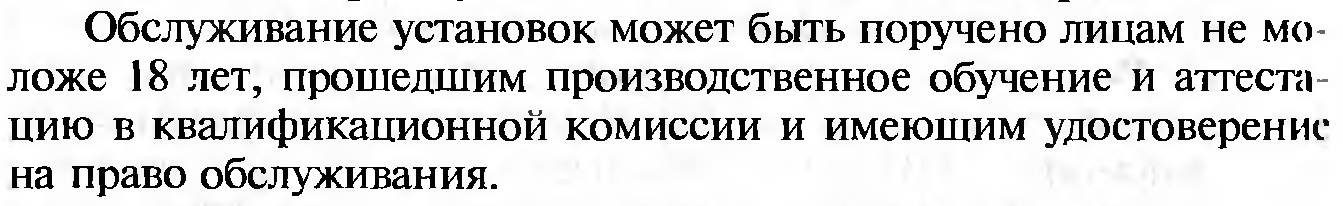 Обслуживание установок может быть поручено лицам не мо-
ложе 18 лет, прошедшим производственное обучение и аттеста-
цию в квалификационной комиссии и имеющим удостоверение
на право обслуживания.